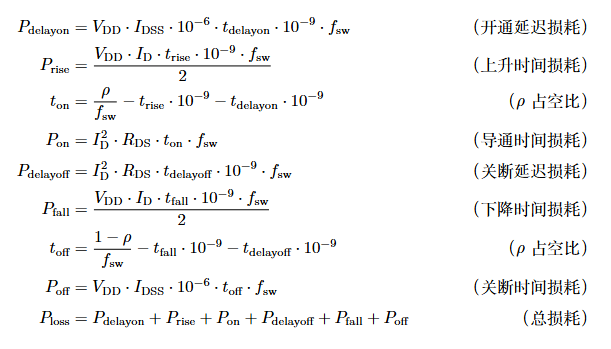 P_delayon = V_DD · I_DSS · 10^−6 · t_delayon · 10^−9 · f_sw （开通延迟损耗）
P_rise = \frac{V_DD · I_D · t_rise · 10^−9 · f_sw}{2} （上升时间损耗）
t_on = \frac{ρ}{f_sw} − t_rise · 10^−9 − t_delayon · 10^−9 （ρ 占空比）
P_on = I_D^2 · R_DS · t_on · f_sw （导通时间损耗）
P_delayoff = I_D^2 · R_DS · t_delayoff · 10^−9 · f_sw （关断延迟损耗）
P_fall = \frac{V_DD · I_D · t_fall · 10^−9 · f_sw}{2} （下降时间损耗）
t_off = \frac{1 − ρ}{f_sw} − t_fall · 10^−9 − t_delayoff · 10^−9 （ρ 占空比）
P_off = V_DD · I_DSS · 10^−6 · t_off · f_sw （关断时间损耗）
P_loss = P_delayon + P_rise + P_on + P_delayoff + P_fall + P_off （总损耗）